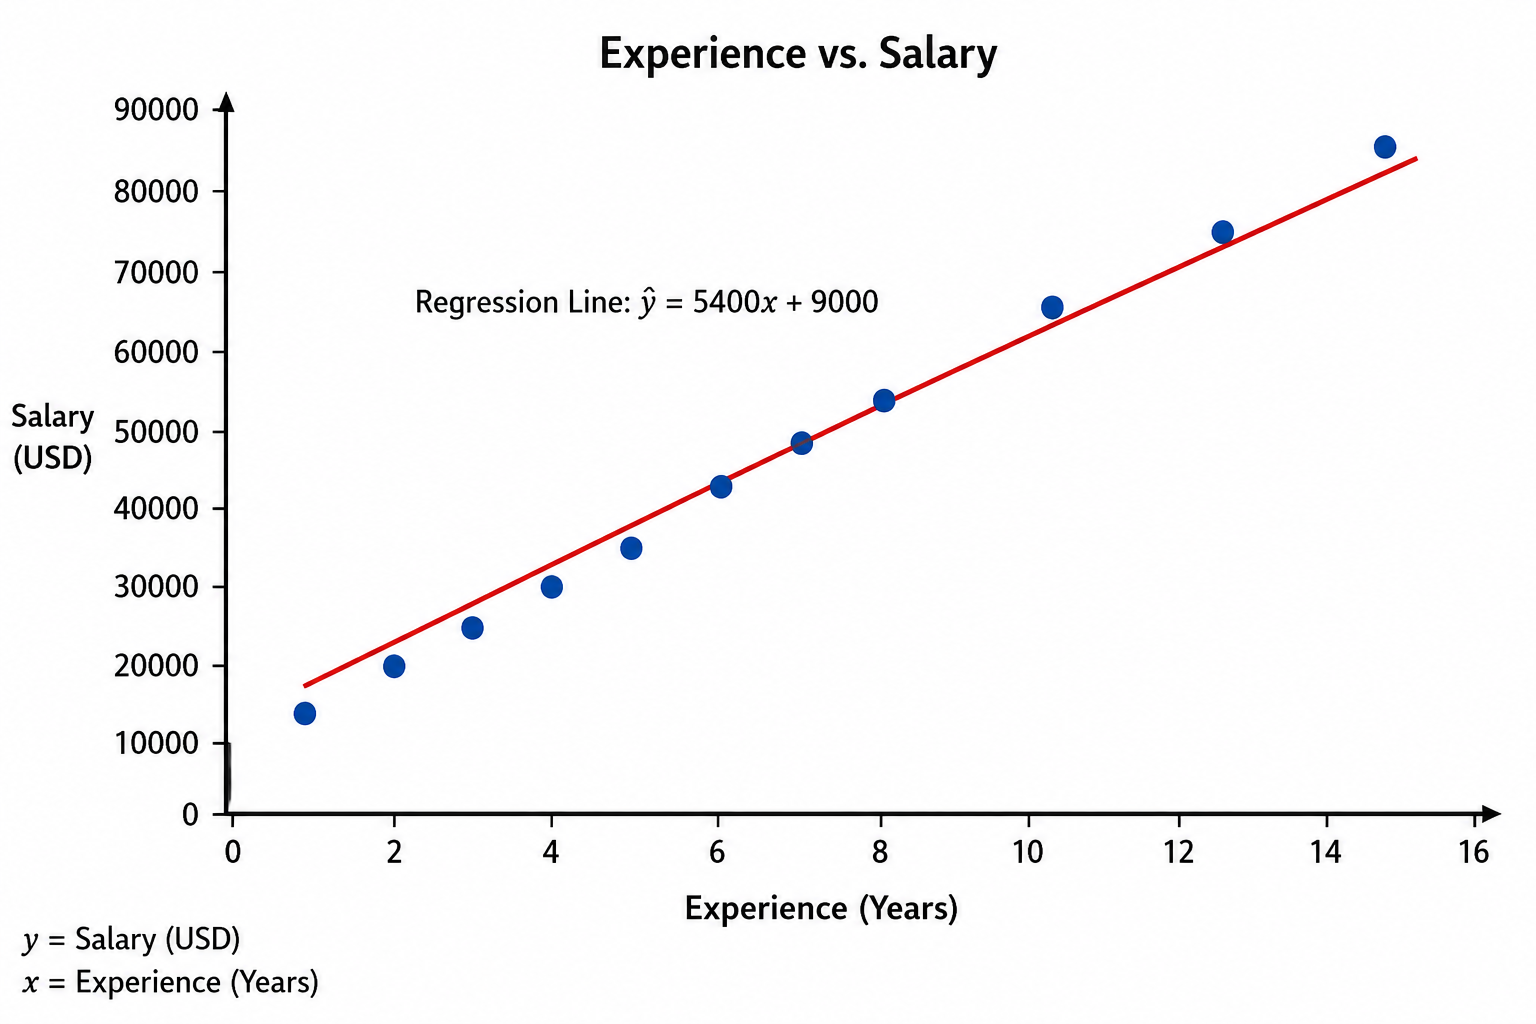 Experience vs. Salary
90000
80000
70000
Regression Line: ŷ = 5400x + 9000
60000
Salary
(USD)
50000
40000
30000
20000
10000
0
0 2 4 6 8 10 12 14 16
Experience (Years)
y = Salary (USD)
x = Experience (Years)